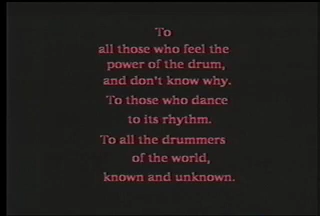 To
all those who feel the
power of the drum,
and don't know why.
To those who dance
to its rhythm.
To all the drummers
of the world,
known and unknown.